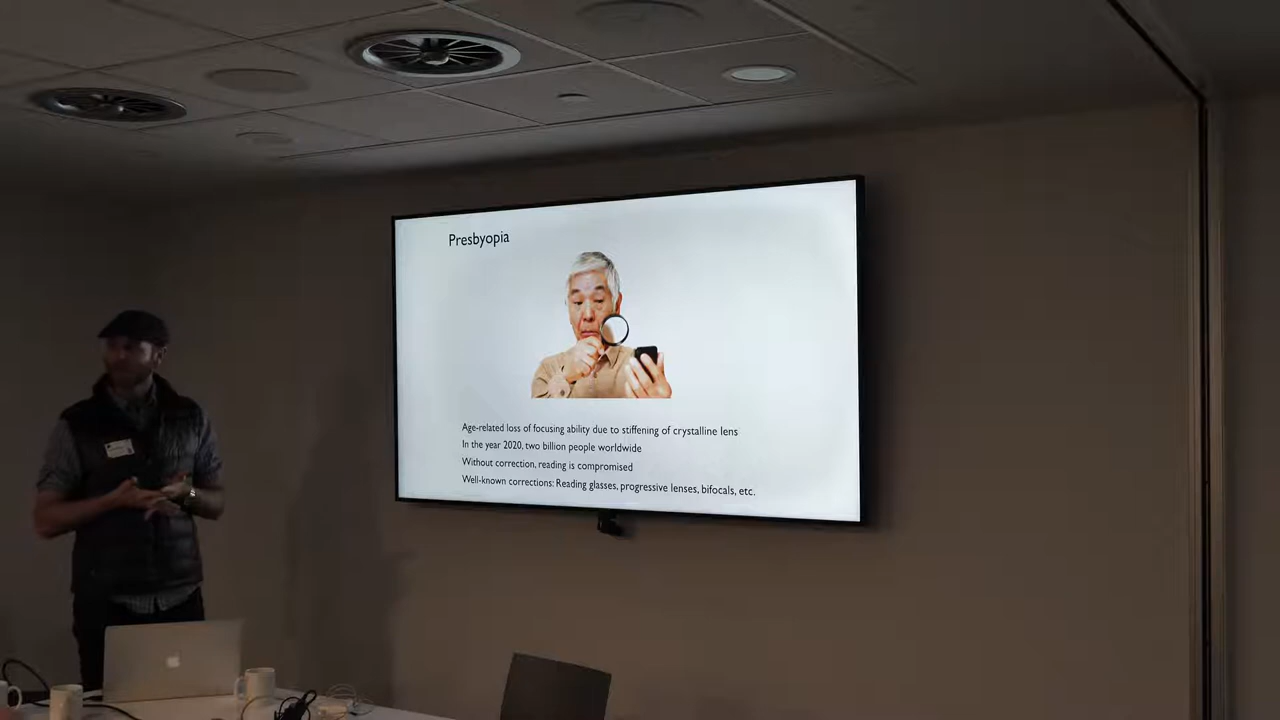 Presbyopia
Age-related loss of focusing ability due to stiffening of crystalline lens
In the year 2020, two billion people worldwide
Without correction, reading is compromised
Well-known corrections: Reading glasses, progressive lenses, bifocals, etc.